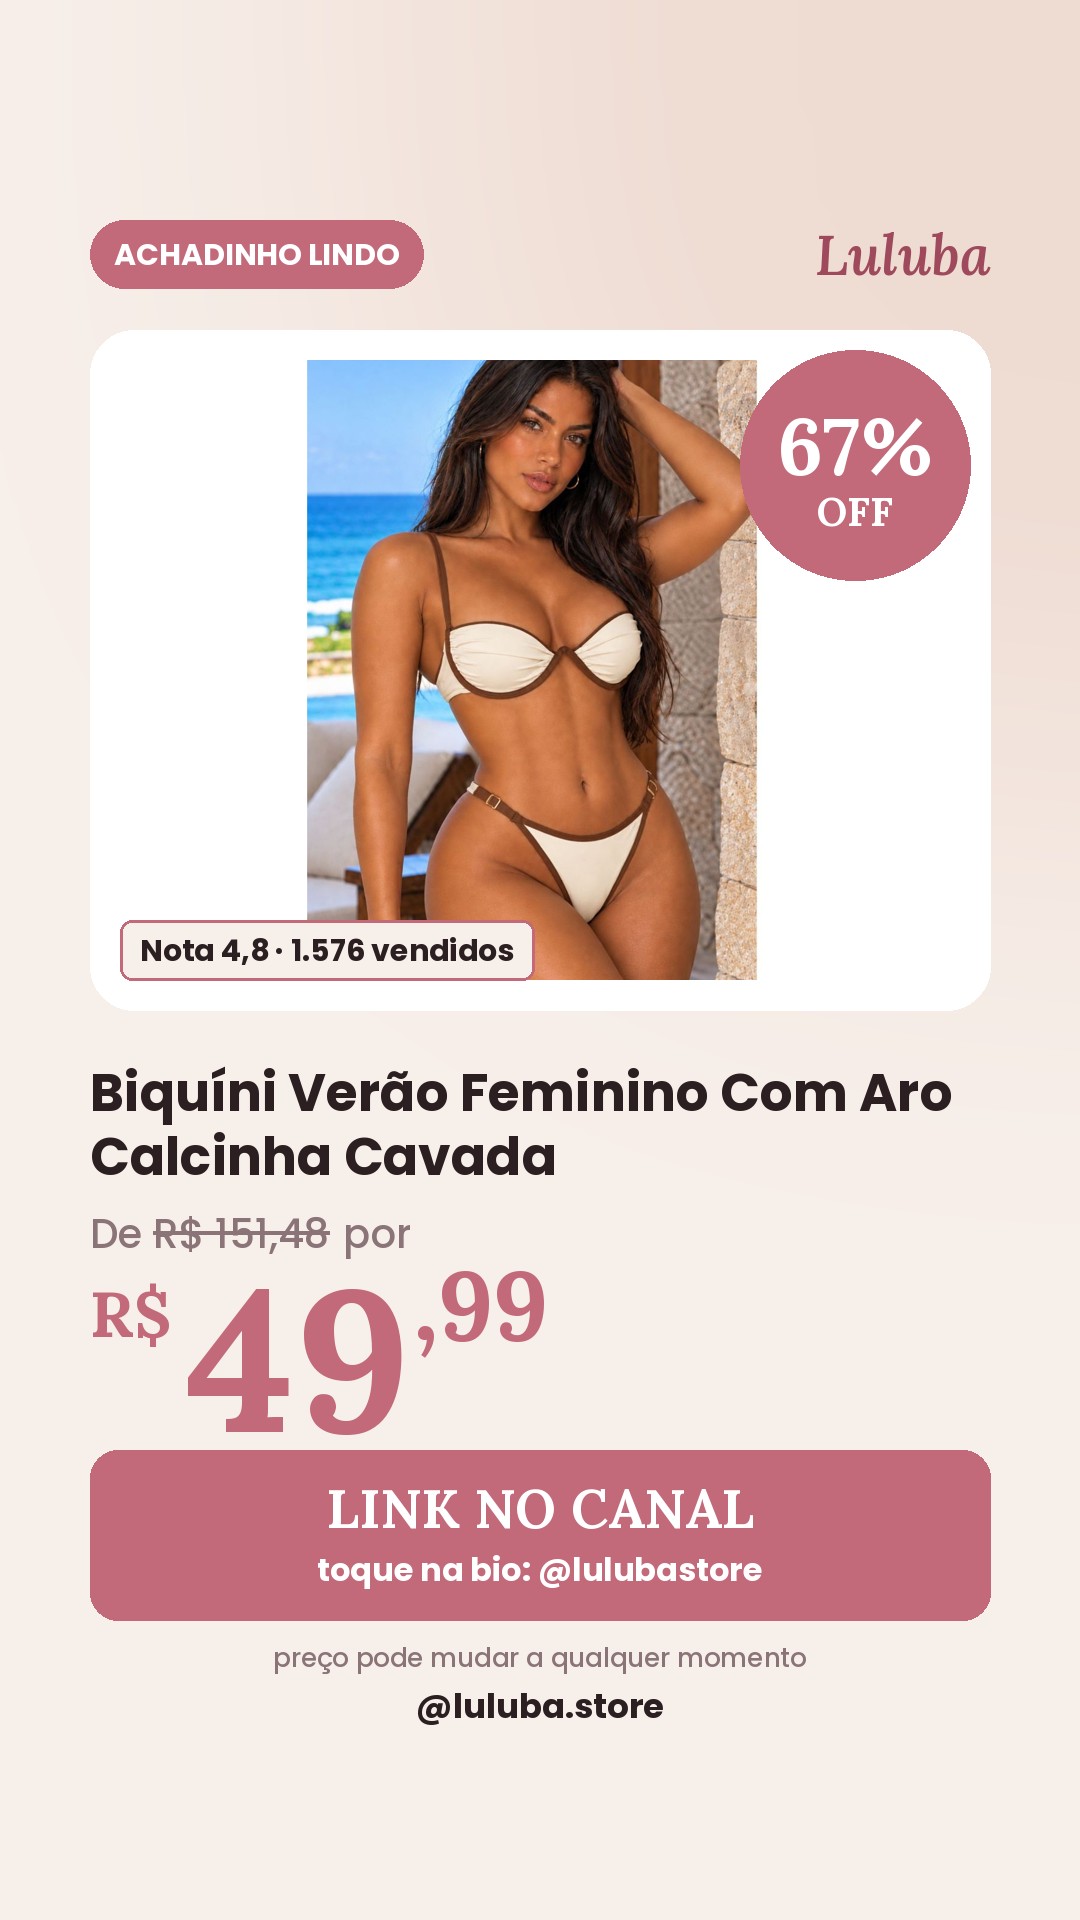 ACHADINHO LINDO
Luluba
67%
OFF
Nota 4,8 · 1.576 vendidos
Biquíni Verão Feminino Com Aro
Calcinha Cavada
De R$ 151,48 por
R$ 49,99
LINK NO CANAL
toque na bio: @lulubastore
preço pode mudar a qualquer momento
@luluba.store